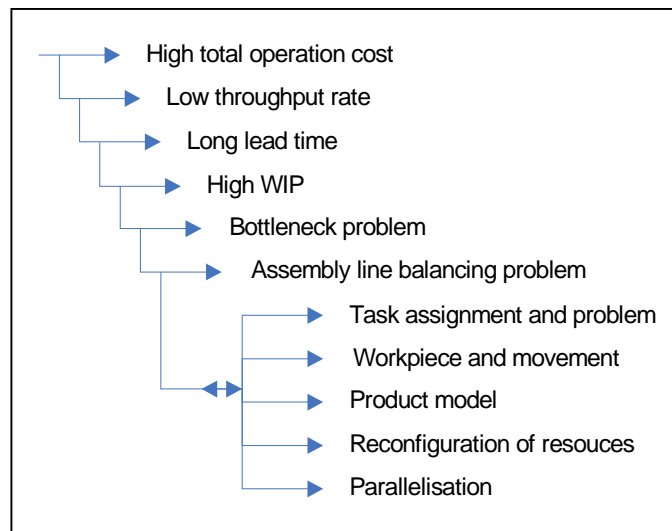 High total operation cost
Low throughput rate
Long lead time
High WIP
Bottleneck problem
Assembly line balancing problem
Task assignment and problem
Workpiece and movement
Product model
Reconfiguration of resouces
Parallelisation